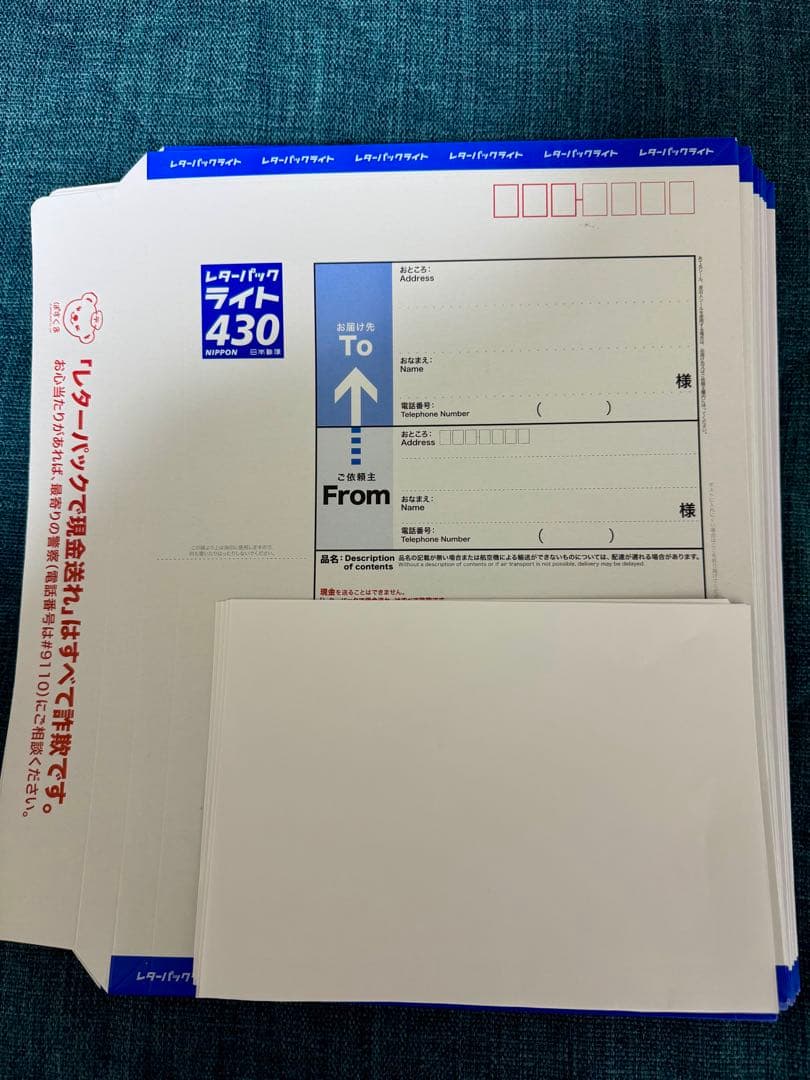 レターパックライト レターパックライト レターパックライト レターパックライト レターパックライト レターパックライト
レターパック
ライト
430
NIPPON 日本郵便
ぽすくま
「レターパックで現金送れ」はすべて詐欺です。
お心当たりがあれば、最寄りの警察(電話番号は#9110)にご相談ください。
お届け先
To
おところ:
Address
おなまえ:
Name
様
電話番号:
Telephone Number ( )
ご依頼主
From
おところ:
Address
おなまえ:
Name
様
電話番号:
Telephone Number ( )
品名:Description of contents
品名の記載が無い場合または航空機による輸送ができないものについては、配達が遅れる場合があります。
Without a description of contents or if air transport is not possible, delivery may be delayed.
現金を送ることはできません。
レターパック